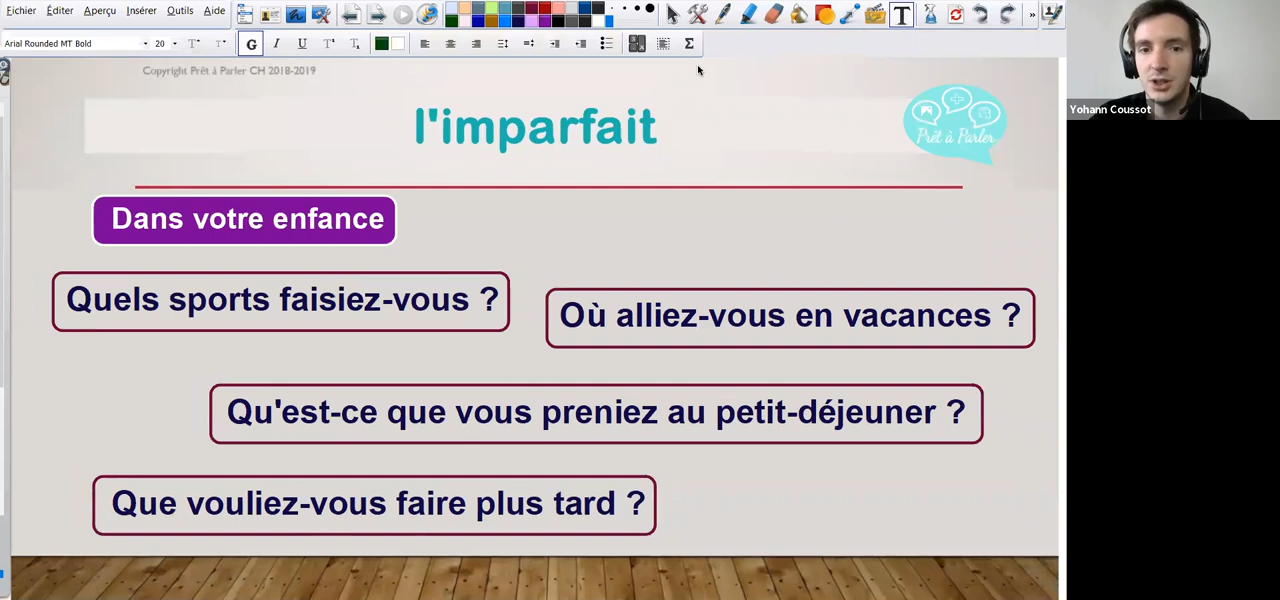 Fichier Éditer Aperçu Insérer Outils Aide
»
Arial Rounded MT Bold 20 G I U T T Σ
Yohann Coussot
Copyright Prêt à Parler CH 2018-2019
l'imparfait
Prêt à Parler
Dans votre enfance
Quels sports faisiez-vous ?
Où alliez-vous en vacances ?
Qu'est-ce que vous preniez au petit-déjeuner ?
Que vouliez-vous faire plus tard ?